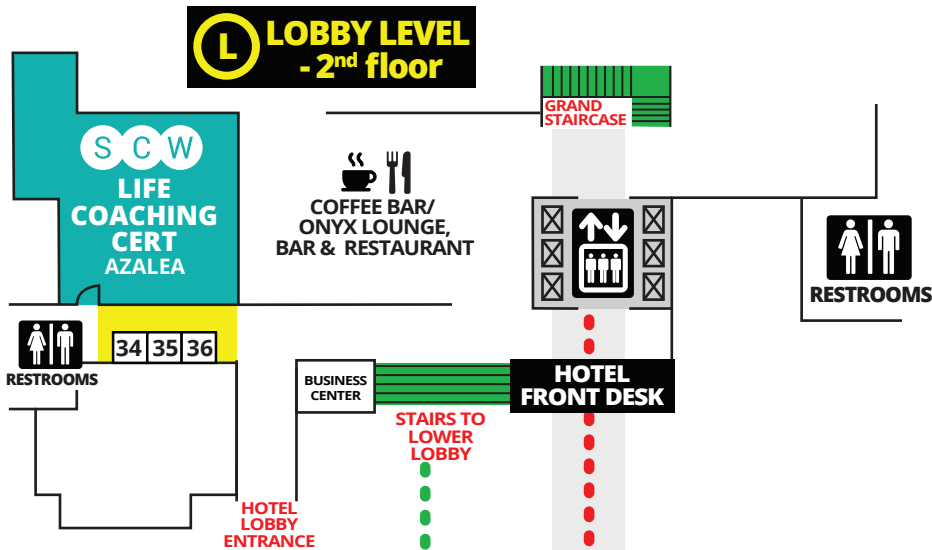 L
LOBBY LEVEL
- 2nd floor
GRAND
STAIRCASE
SCW
LIFE
COACHING
CERT
AZALEA
COFFEE BAR/
ONYX LOUNGE,
BAR & RESTAURANT
RESTROOMS
34 35 36
RESTROOMS
BUSINESS
CENTER
HOTEL
FRONT DESK
STAIRS TO
LOWER
LOBBY
HOTEL
LOBBY
ENTRANCE